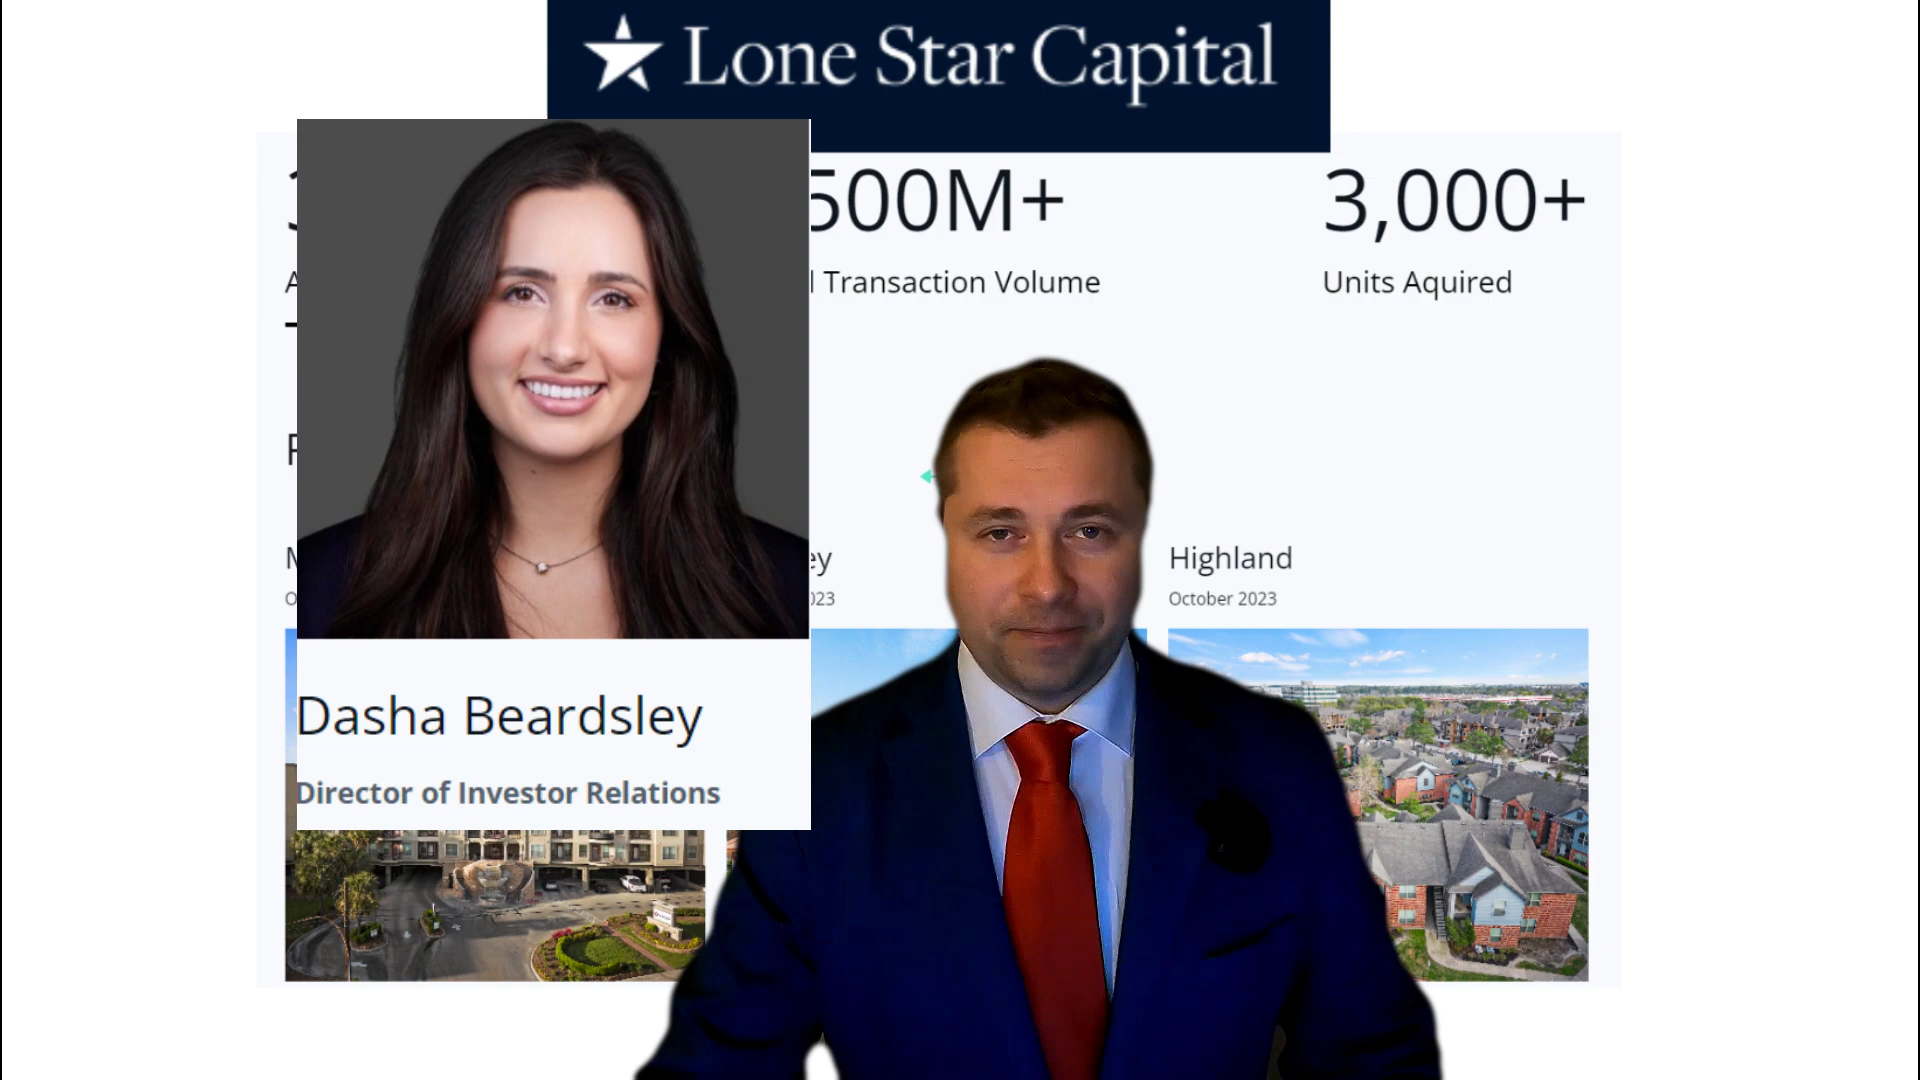 Lone Star Capital
500M+
3,000+
Transaction Volume
Units Aquired
Highland
October 2023
Dasha Beardsley
Director of Investor Relations